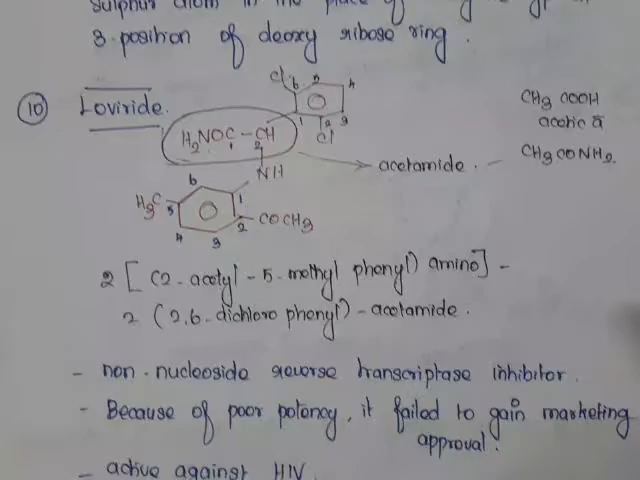 sulphur atom in the place of
3-position of deoxy ribose ring.
10 Loviride.
Cl 6 5 4
1 2 3
Cl
CH3 COOH
acetic a
H2NOC - CH
1 2
NH
acetamide. - CH3CONH2
6
H3C 5 1
2 COCH3
4 3
2 [ (2-acetyl-5-methyl phenyl) amino] -
2 (2,6-dichloro phenyl)-acetamide.
- non-nucleoside reverse transcriptase inhibitor.
- Because of poor potency, it failed to gain marketing
approval.
- active against HIV.